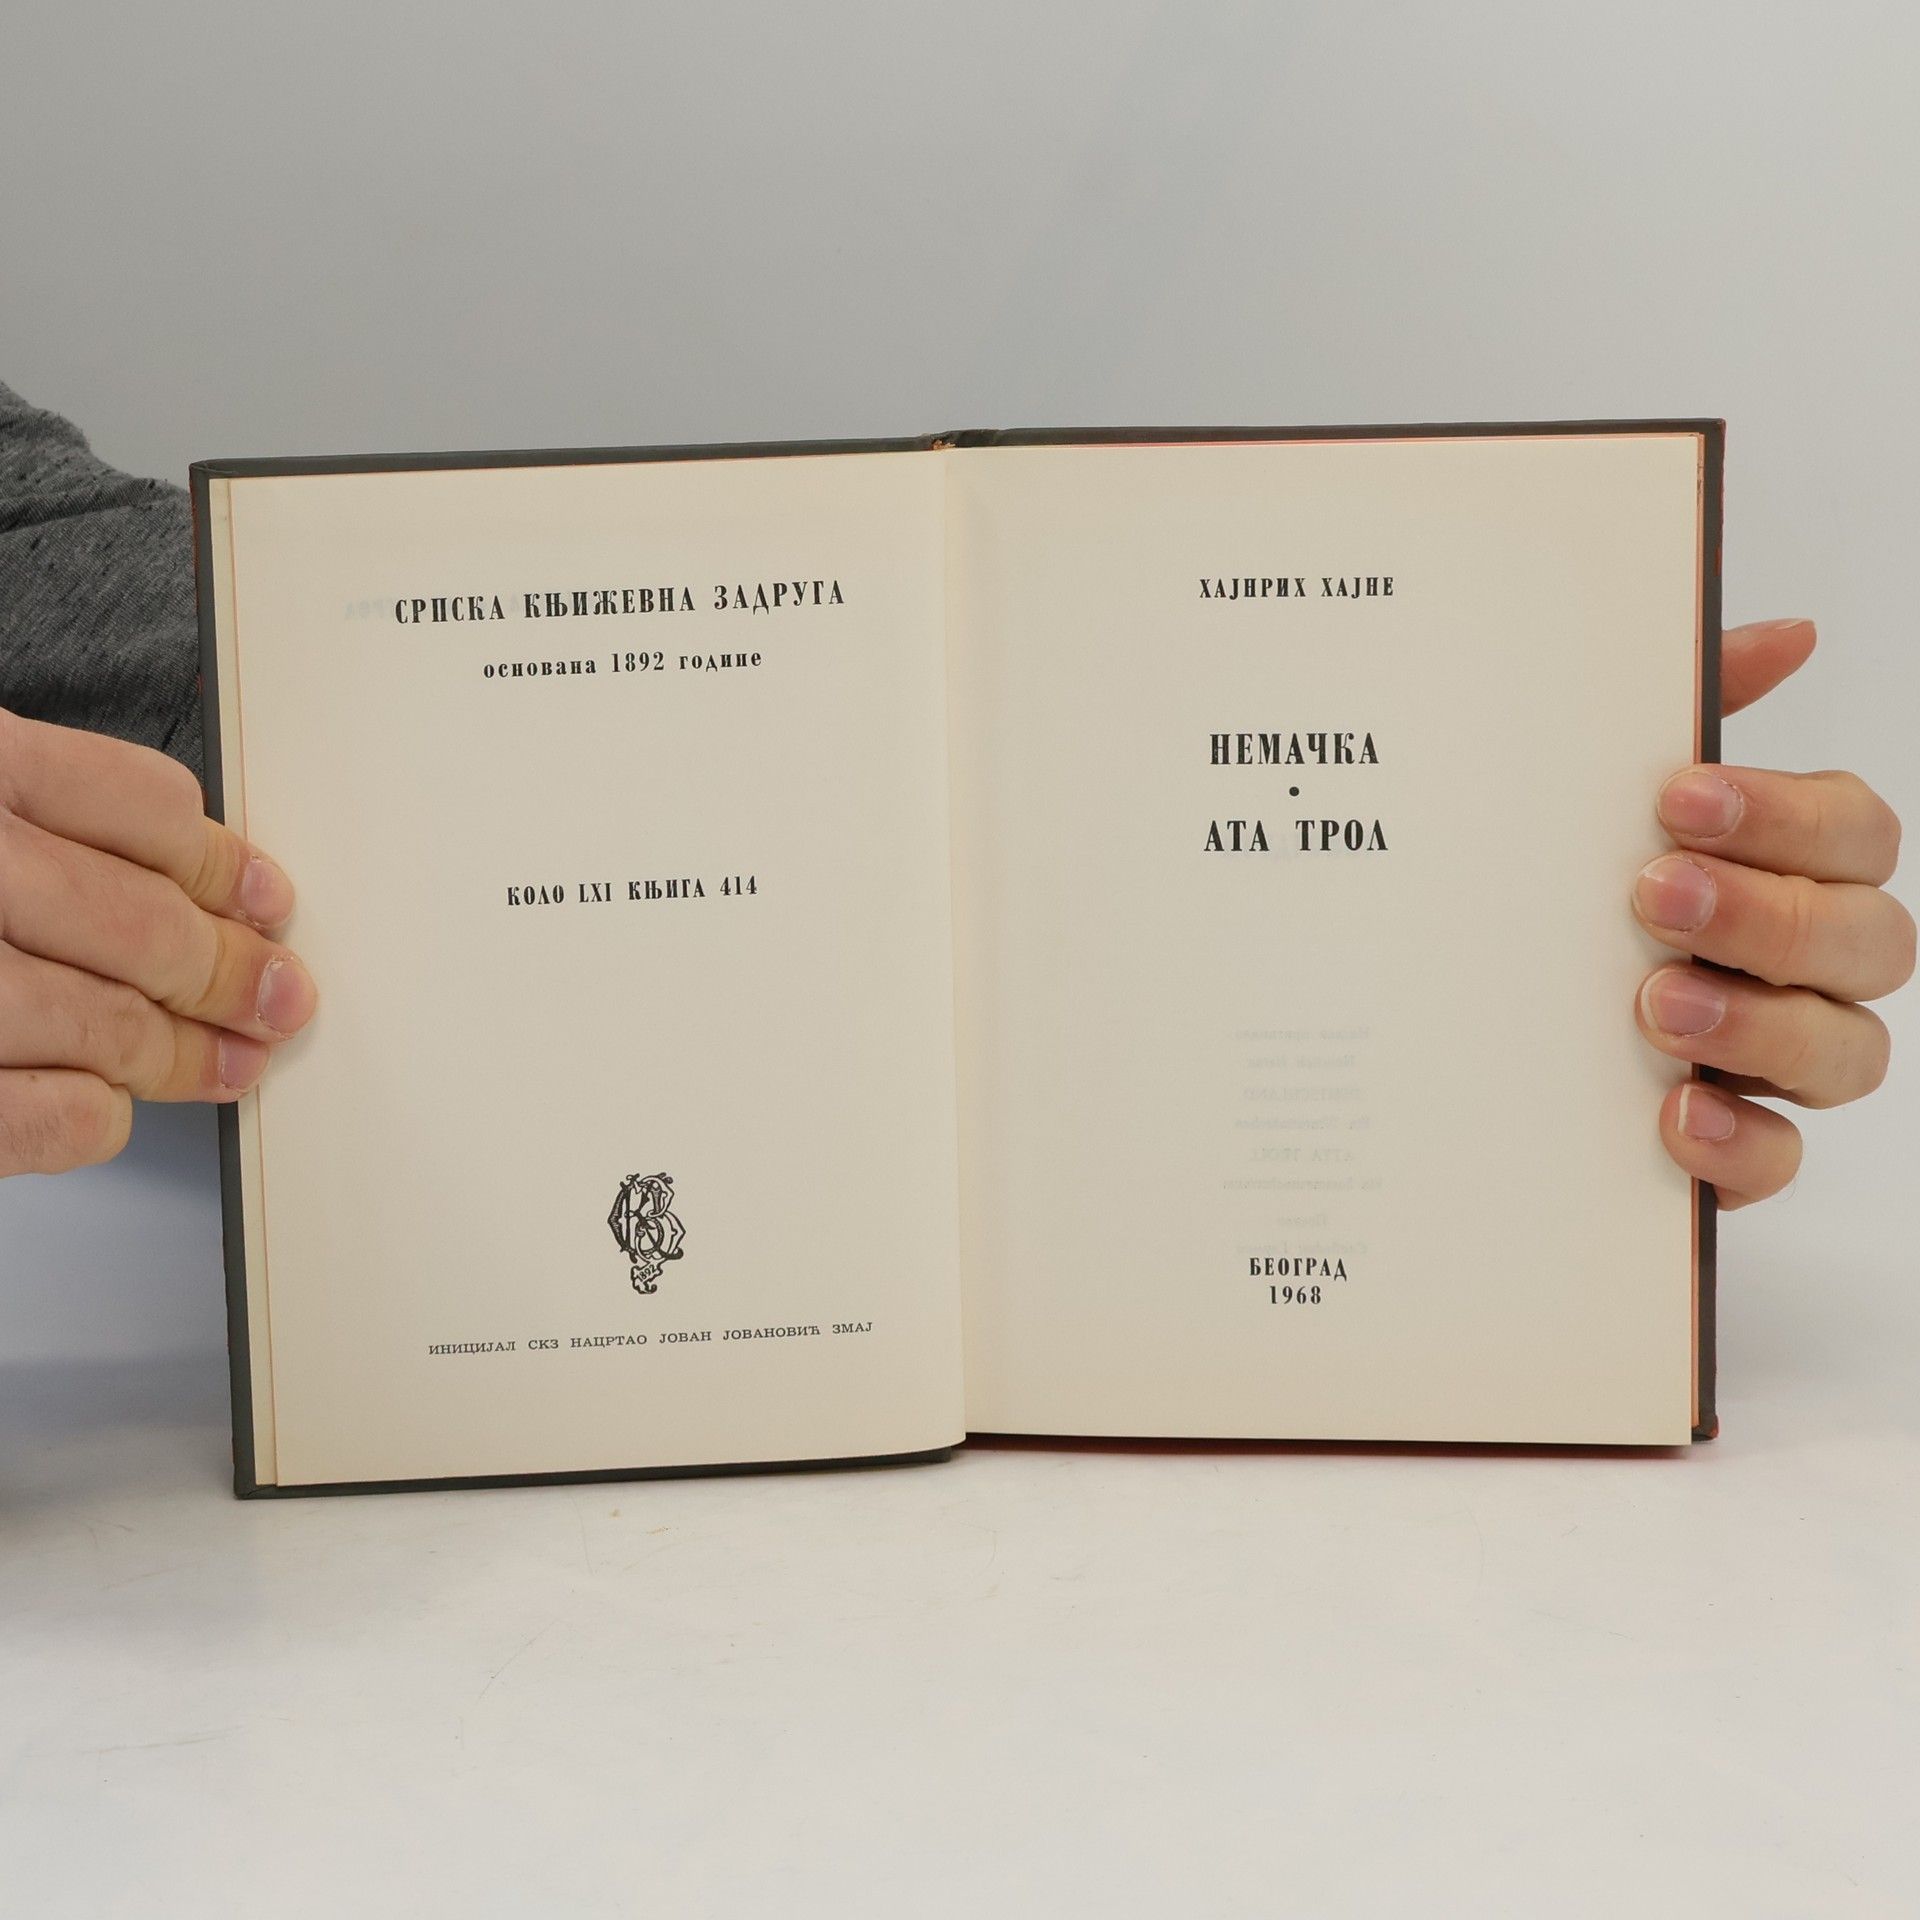 СРПСКА КЊИЖЕВНА ЗАДРУГА
основана 1892 године
КОЛО LXI КЊИГА 414
1892
ИНИЦИЈАЛ СКЗ НАЦРТАО ЈОВАН ЈОВАНОВИЋ ЗМАЈ
ХАЈНРИХ ХАЈНЕ
НЕМАЧКА
•
АТА ТРОЛ
БЕОГРАД
1968